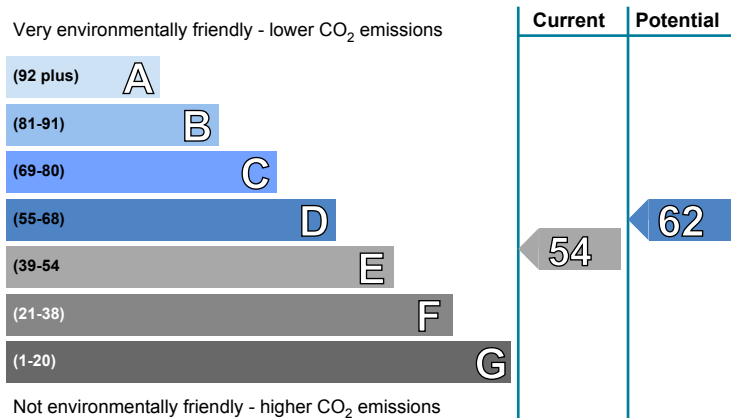 Very environmentally friendly - lower CO2 emissions
Current Potential
(92 plus) A
(81-91) B
(69-80) C
(55-68) D
62
(39-54 E
54
(21-38) F
(1-20) G
Not environmentally friendly - higher CO2 emissions